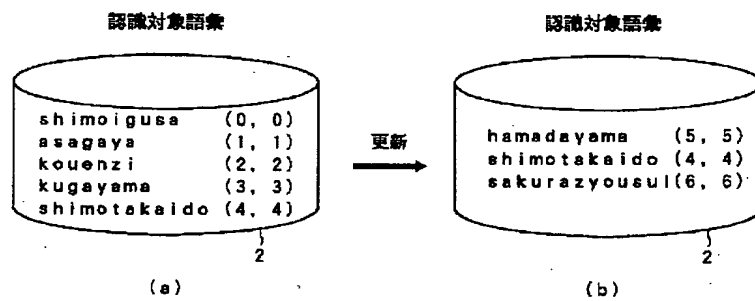 認識対象語彙
shimoigusa (0, 0)
asagaya (1, 1)
kouenzi (2, 2)
kugayama (3, 3)
shimotakaido (4, 4)
2
(a)
更新
認識対象語彙
hamadayama (5, 5)
shimotakaido (4, 4)
sakurazyousui(6, 6)
2
(b)